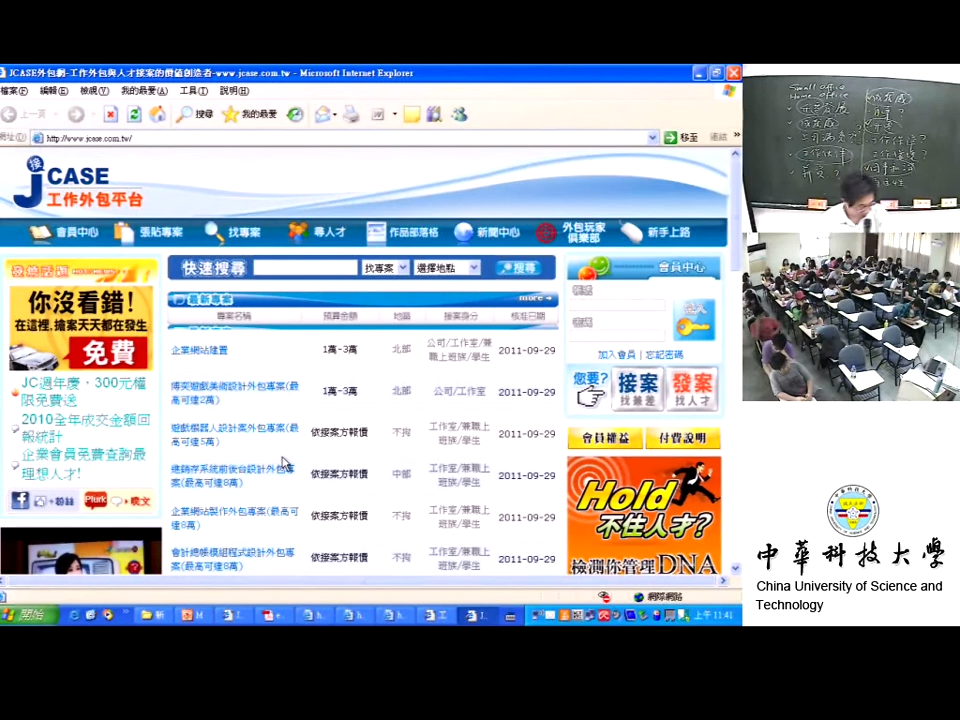 JCASE外包網-工作外包與人才接案的價值創造者-www.jcase.com.tw - Microsoft Internet Explorer
檔案(F) 編輯(E) 檢視(V) 我的最愛(A) 工具(T) 說明(H)
上一頁 搜尋 我的最愛
網址(D) http://www.jcase.com.tw/ 移至 連結
接
JCASE
工作外包平台
會員中心 張貼專案 找專案 尋人才 作品部落格 新聞中心 外包玩家俱樂部 新手上路
你沒看錯!
在這裡,搶案天天都在發生
免費
JC週年慶、300元權
限免費送
2010全年成交金額回
報統計
企業會員免費查詢最
理想人才!
+粉絲 Plurk +噗文
快速搜尋 找專案 選擇地點 搜尋
最新專案 more
專案名稱 預算金額 地區 接案身分 核准日期
企業網站建置 1萬-3萬 北部 公司/工作室/兼職上班族/學生 2011-09-29
博奕遊戲美術設計外包專案(最高可達2萬) 1萬-3萬 北部 公司/工作室 2011-09-29
遊戲機器人設計案外包專案(最高可達5萬) 依接案方報價 不拘 工作室/兼職上班族/學生 2011-09-29
進銷存系統前後台設計外包專案(最高可達8萬) 依接案方報價 中部 工作室/兼職上班族/學生 2011-09-29
企業網站製作外包專案(最高可達8萬) 依接案方報價 不拘 工作室/兼職上班族/學生 2011-09-29
會計總帳模組程式設計外包專案(最高可達8萬) 依接案方報價 不拘 工作室/兼職上班族/學生 2011-09-29
會員中心
帳號
密碼
登入
加入會員 | 忘記密碼
您要? 接案 找兼差 發案 找人才
會員權益 付費說明
Hold
不住人才?
檢測你管理DNA
網際網路
開始 上午 11:41
Small office
Home office
中華科技大學
China University of Science and
Technology